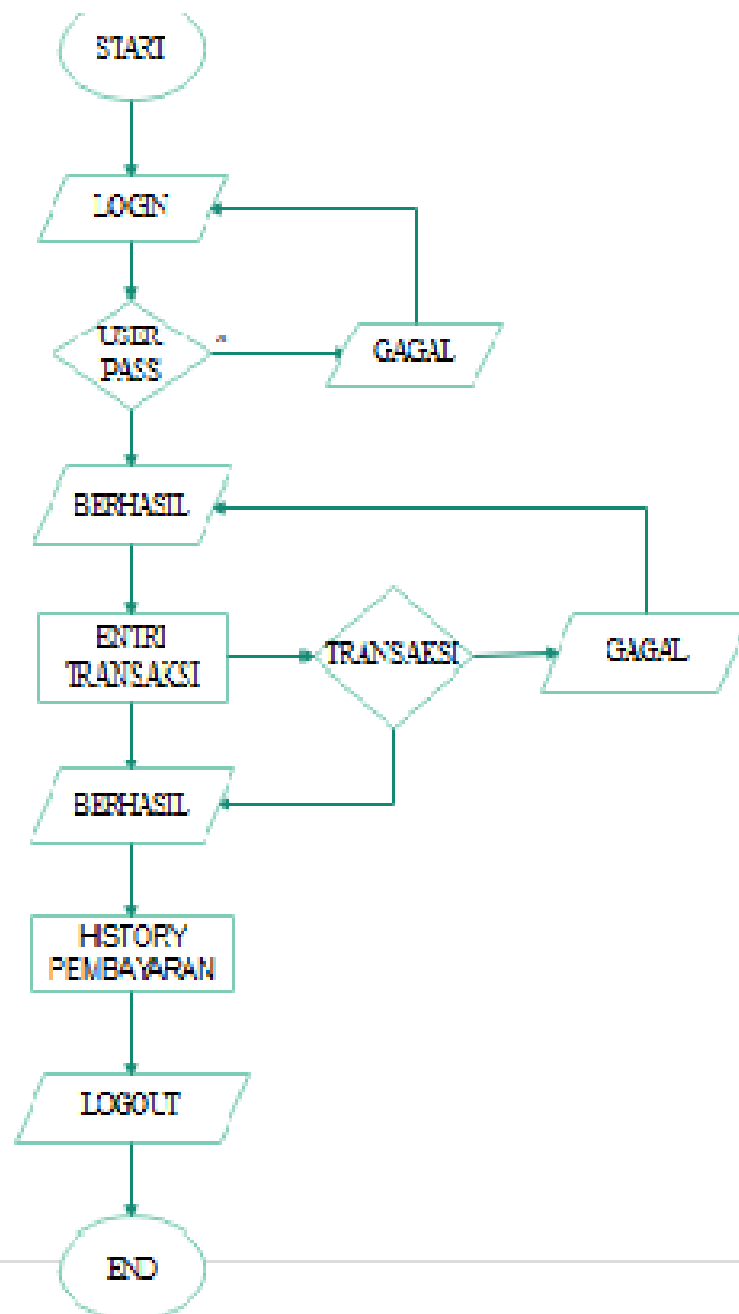 START
LOGIN
USER
PASS
GAGAL
BERHASIL
ENTRI
TRANSAKSI
TRANSAKSI
GAGAL
BERHASIL
HISTORY
PEMBAYARAN
LOGOUT
END